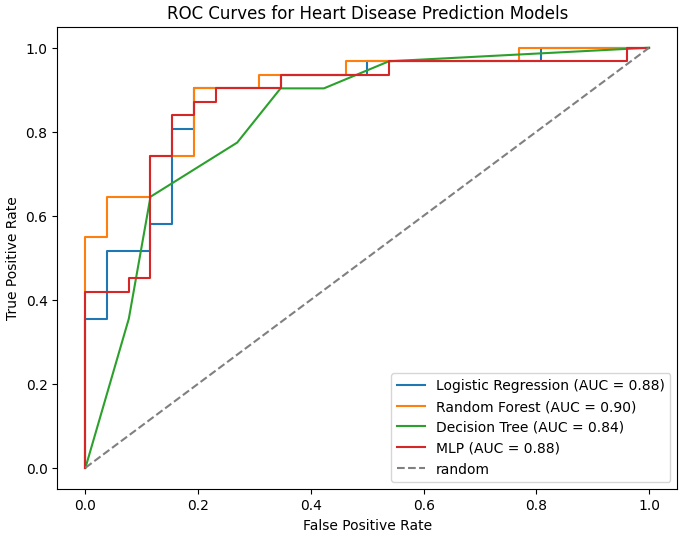 ROC Curves for Heart Disease Prediction Models
True Positive Rate
1.0
0.8
0.6
0.4
0.2
0.0
0.0 0.2 0.4 0.6 0.8 1.0
False Positive Rate
Logistic Regression (AUC = 0.88)
Random Forest (AUC = 0.90)
Decision Tree (AUC = 0.84)
MLP (AUC = 0.88)
random